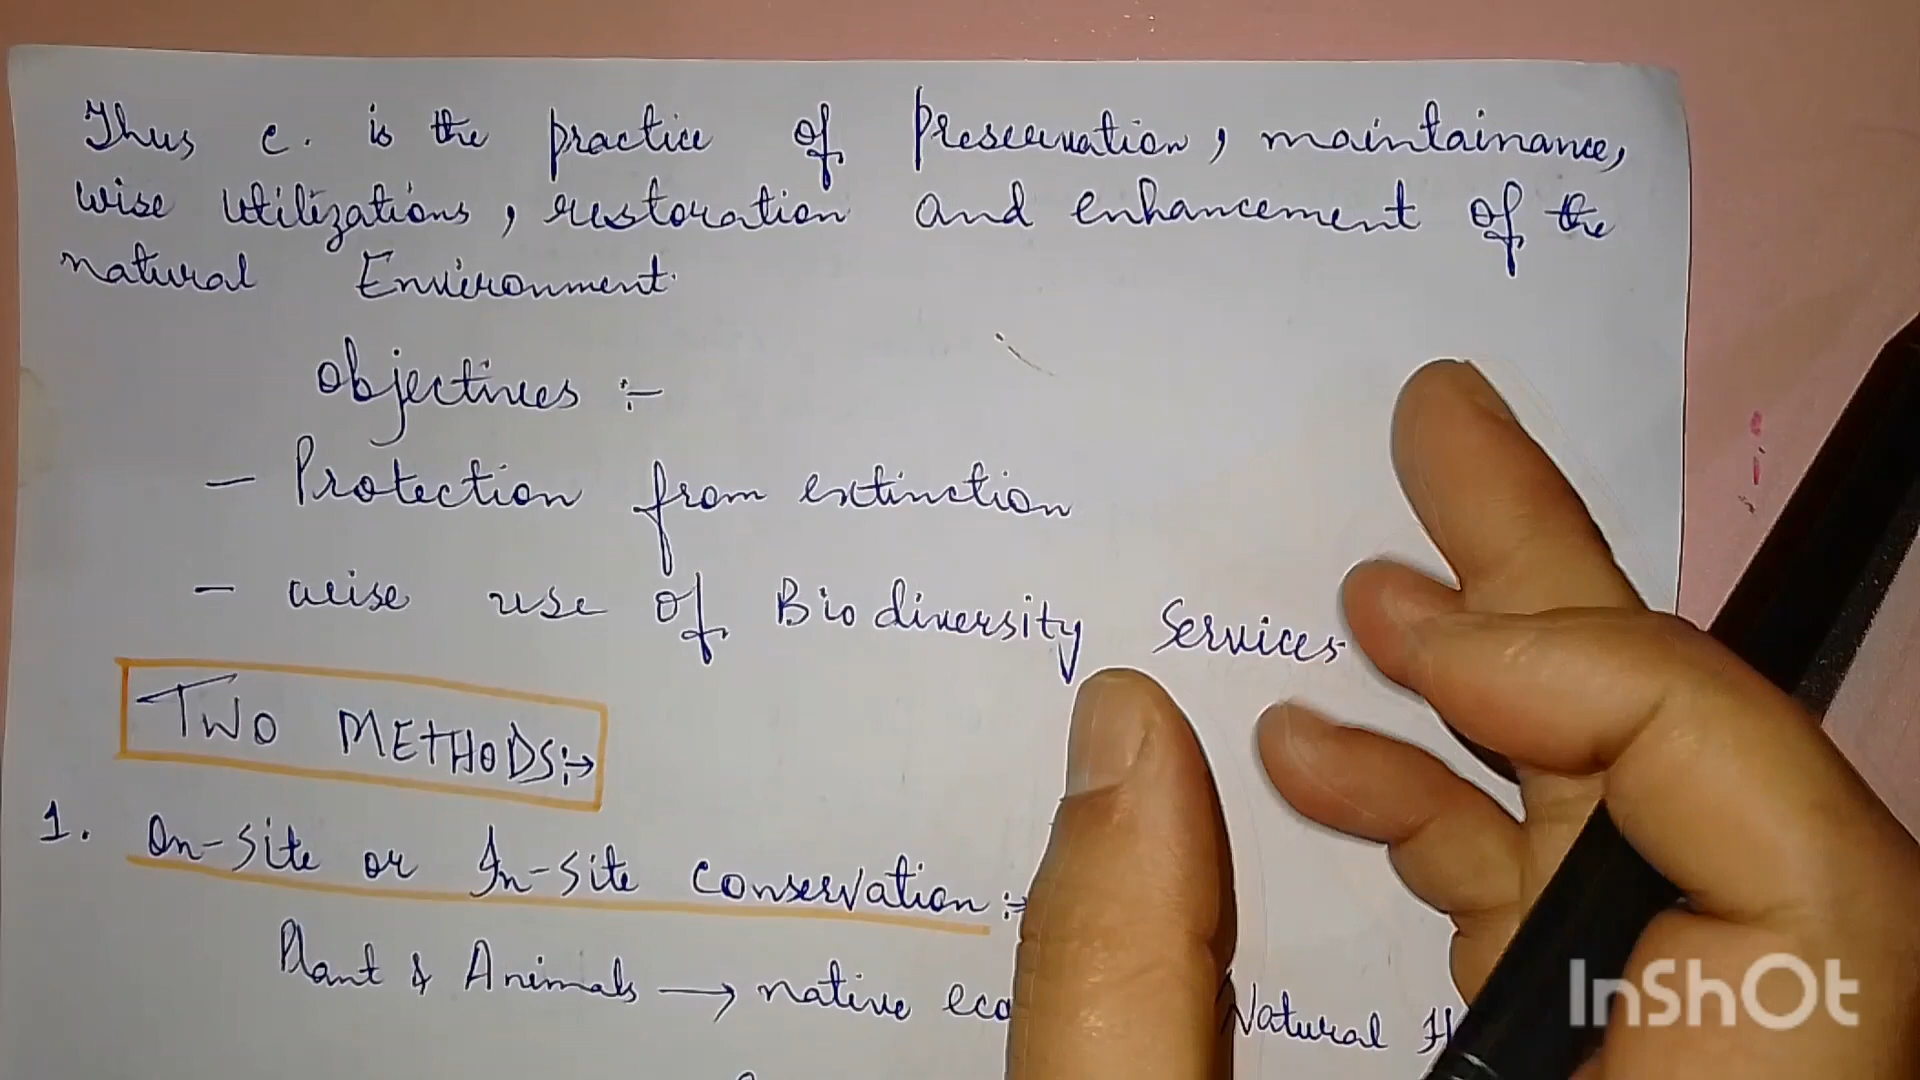 Thus c. is the practice of Preservation, maintainance,
wise utilizations, restoration and enhancement of the
natural Environment.
Objectives :-
- Protection from extinction
- wise use of Biodiversity Services
TWO METHODS:→
1. On-site or In-site conservation :→
Plant & Animals → native Natural
InShOt